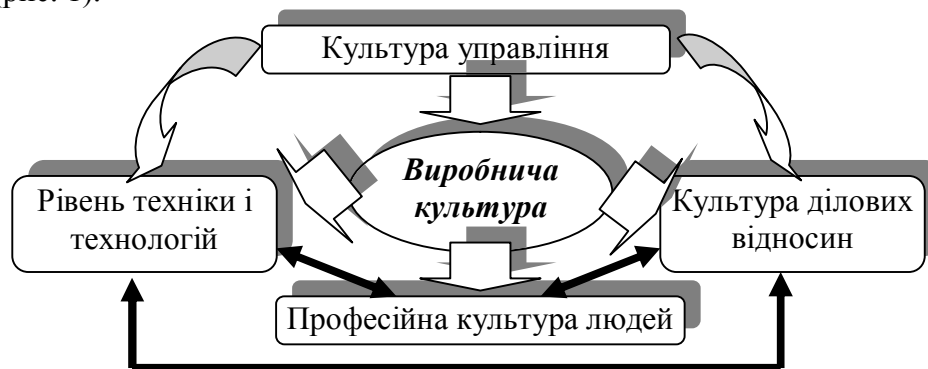 рис. 1).
Культура управління
Виробнича
культура
Рівень техніки і
технологій
Культура ділових
відносин
Професійна культура людей